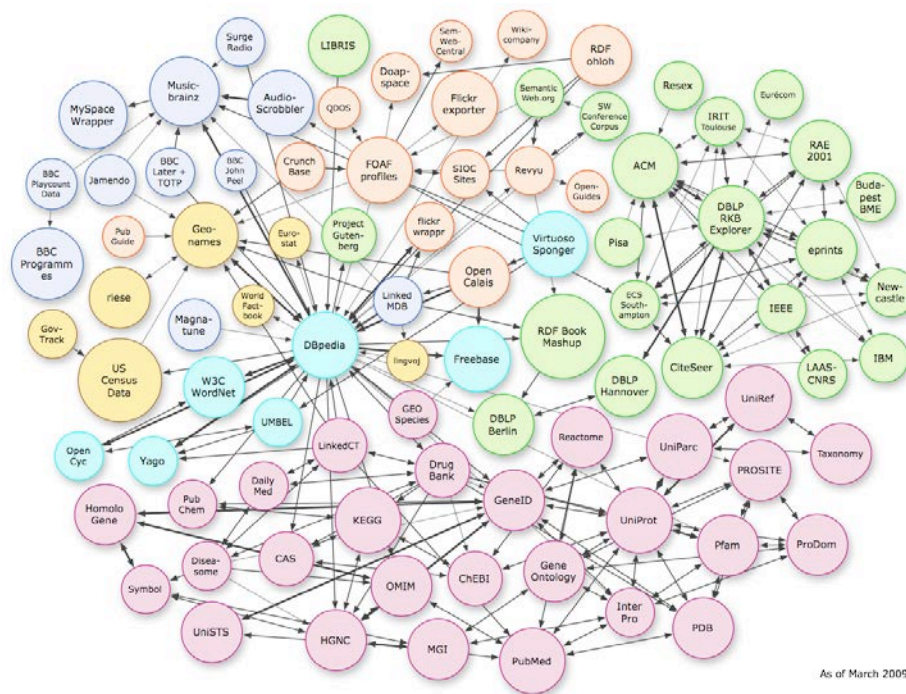 Surge
Radio
LIBRIS
Sem-
Web-
Central
Wiki-
company
RDF
ohloh
Music-
brainz
Audio-
Scrobbler
MySpace
Wrapper
QDOS
Doap-
space
Flickr
exporter
Semantic
Web.org
SW
Conference
Corpus
Resex
IRIT
Toulouse
Eurécom
RAE
2001
ACM
BBC
Playcount
Data
Jamendo
BBC
Later +
TOTP
BBC
John
Peel
Crunch
Base
FOAF
profiles
SIOC
Sites
Revyu
Open-
Guides
DBLP
RKB
Explorer
Buda-
pest
BME
Pub
Guide
Geo-
names
Euro-
stat
Project
Guten-
berg
flickr
wrappr
Virtuoso
Sponger
Pisa
eprints
BBC
Programm
es
riese
World
Fact-
book
Linked
MDB
Open
Calais
ECS
South-
ampton
IEEE
New-
castle
Gov-
Track
Magna-
tune
DBpedia
lingvoj
Freebase
RDF Book
Mashup
CiteSeer
LAAS-
CNRS
IBM
US
Census
Data
W3C
WordNet
UMBEL
GEO
Species
DBLP
Berlin
DBLP
Hannover
UniRef
Open
Cyc
Yago
LinkedCT
Reactome
UniParc
Taxonomy
Daily
Med
Drug
Bank
PROSITE
Homolo
Gene
Pub
Chem
KEGG
GeneID
UniProt
Pfam
ProDom
Disea-
some
CAS
OMIM
ChEBI
Gene
Ontology
Symbol
Inter
Pro
PDB
UniSTS
HGNC
MGI
PubMed
As of March 2009